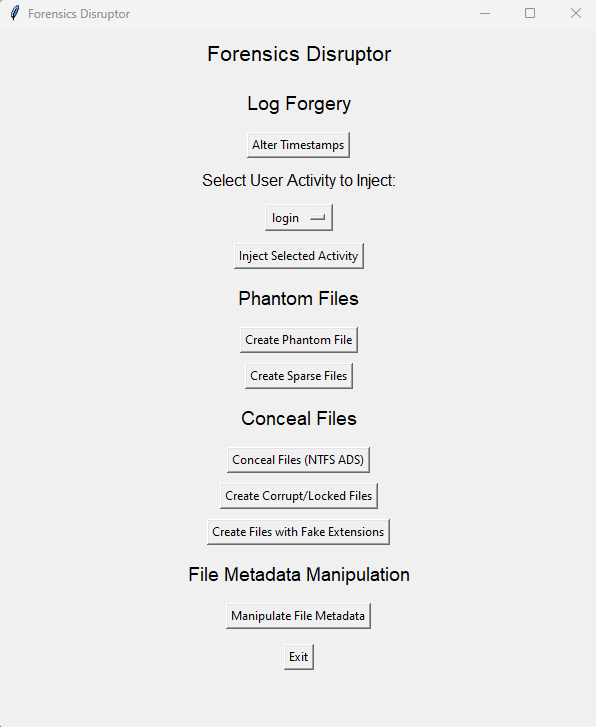 Forensics Disruptor
Forensics Disruptor
Log Forgery
Alter Timestamps
Select User Activity to Inject:
login
Inject Selected Activity
Phantom Files
Create Phantom File
Create Sparse Files
Conceal Files
Conceal Files (NTFS ADS)
Create Corrupt/Locked Files
Create Files with Fake Extensions
File Metadata Manipulation
Manipulate File Metadata
Exit